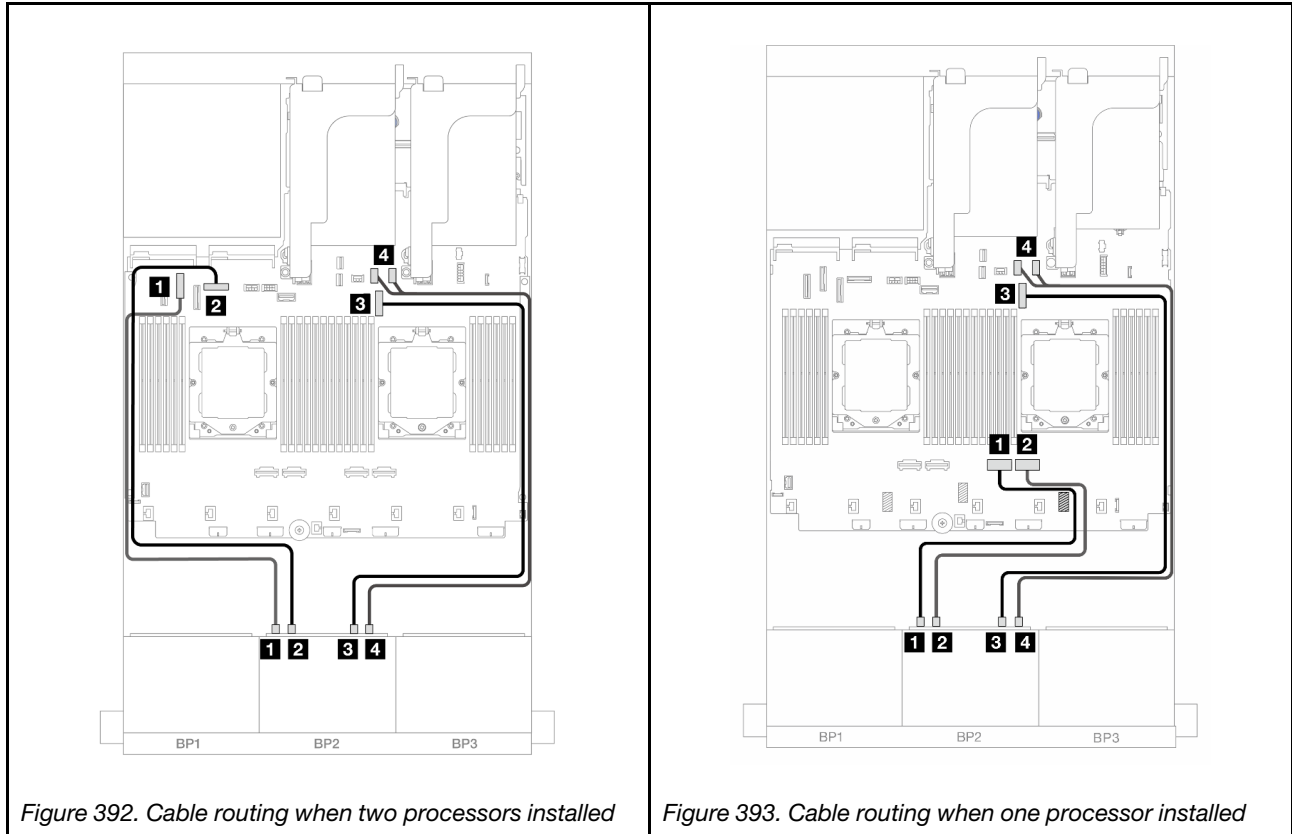 4
1
2
3
1 2 3 4
BP1 BP2 BP3
Figure 392. Cable routing when two processors installed
4
3
1 2
1 2 3 4
BP1 BP2 BP3
Figure 393. Cable routing when one processor installed